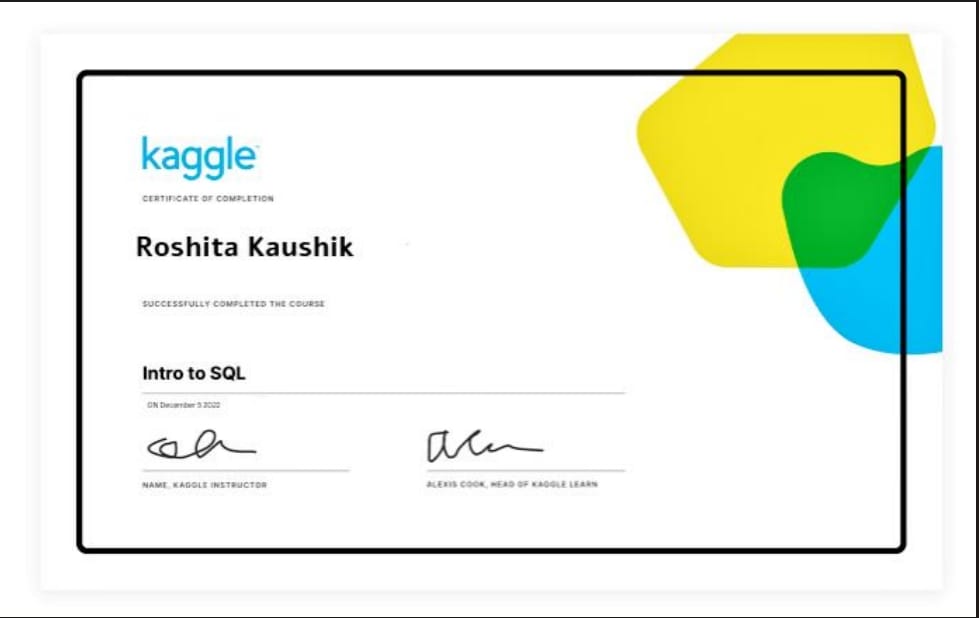 kaggle™
CERTIFICATE OF COMPLETION
Roshita Kaushik
SUCCESSFULLY COMPLETED THE COURSE
Intro to SQL
ON December 5 2022
NAME, KAGGLE INSTRUCTOR
ALEXIS COOK, HEAD OF KAGGLE LEARN